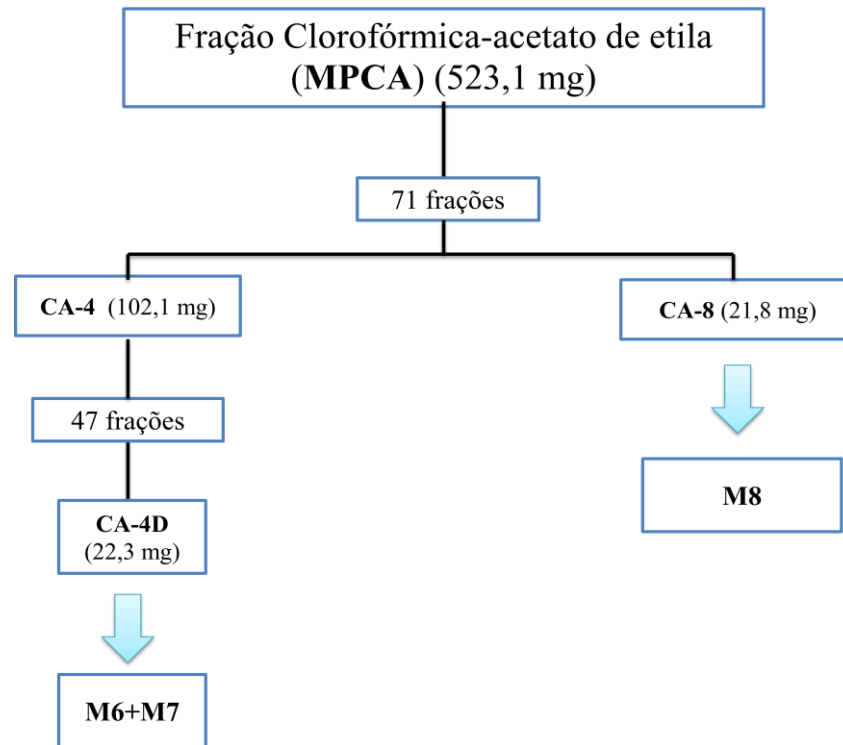 Fração Clorofórmica-acetato de etila
(MPCA) (523,1 mg)
71 frações
CA-4 (102,1 mg)
CA-8 (21,8 mg)
47 frações
M8
CA-4D
(22,3 mg)
M6+M7